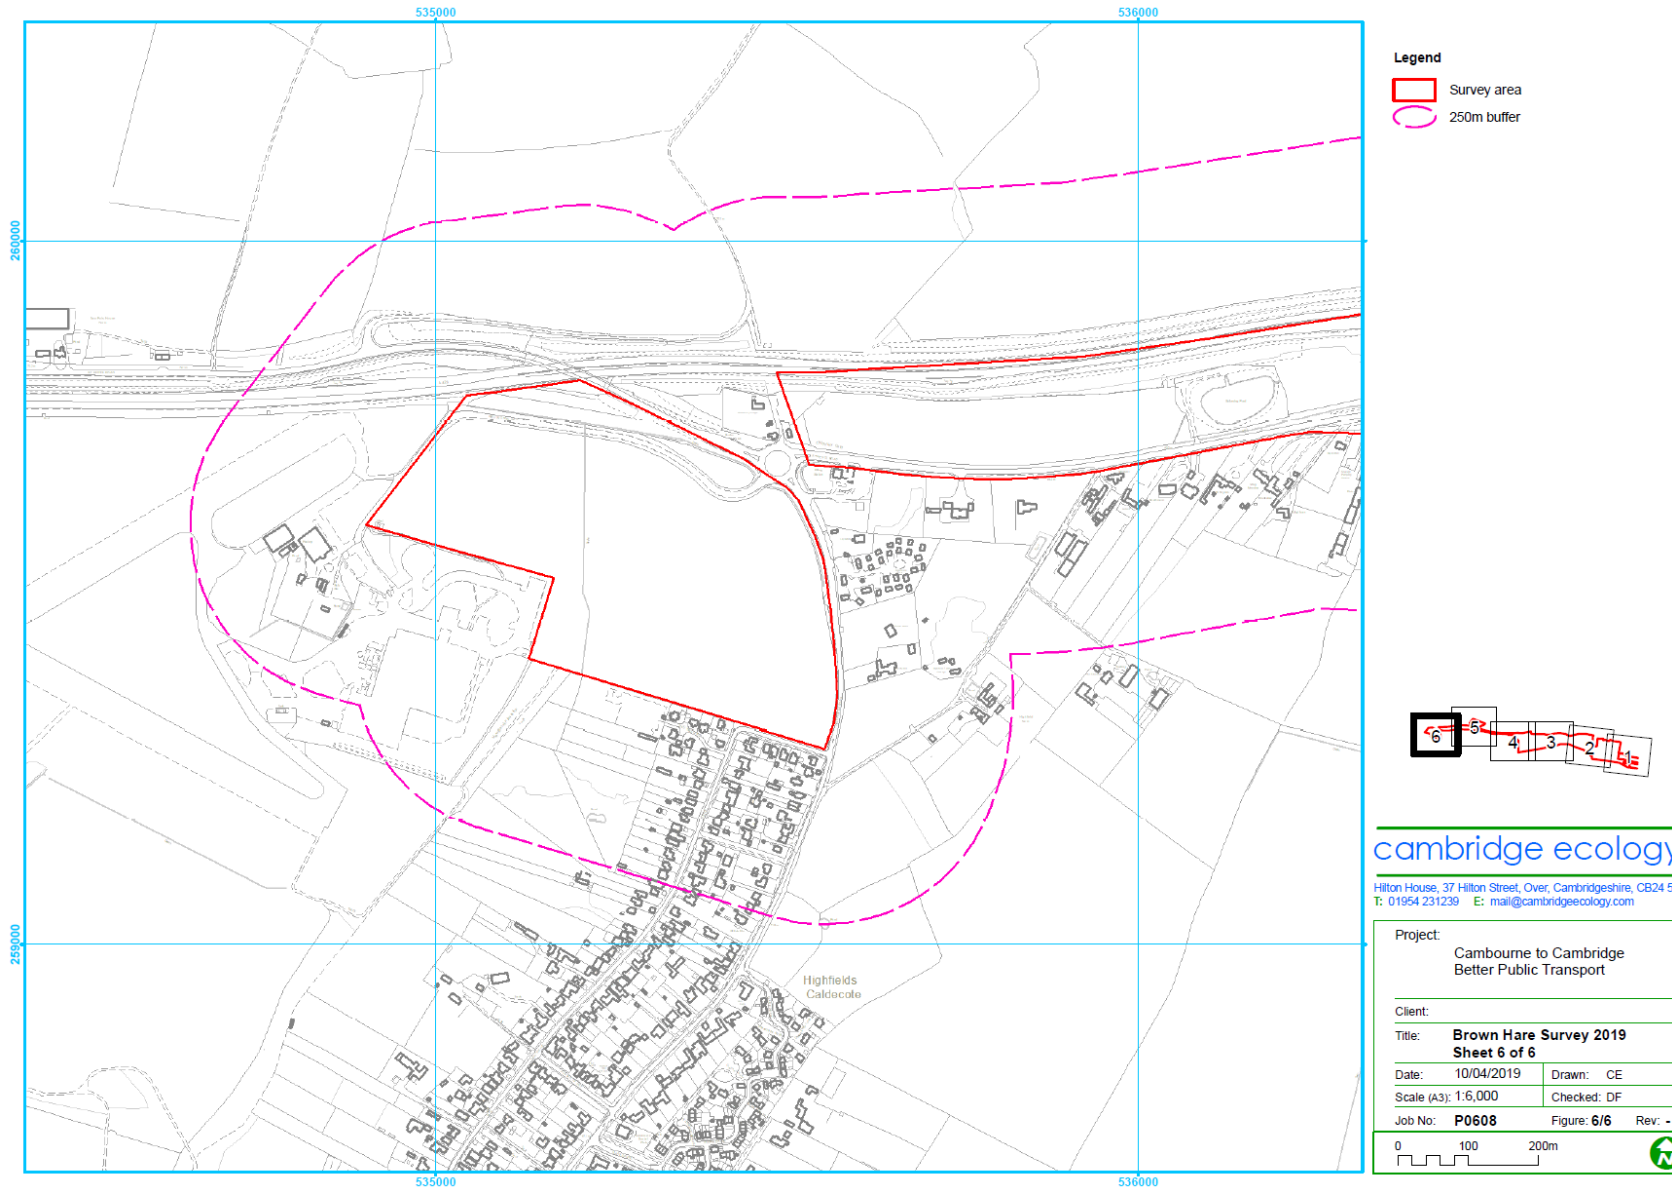 535000
536000
260000
259000
Highfields
Caldecote
535000
536000
Legend
Survey area
250m buffer
6
5
4
3
2
1
cambridge ecology
Hilton House, 37 Hilton Street, Over, Cambridgeshire, CB24 5
T: 01954 231239 E: mail@cambridgeecology.com
Project:
Cambourne to Cambridge
Better Public Transport
Client:
Title: Brown Hare Survey 2019
Sheet 6 of 6
Date: 10/04/2019 Drawn: CE
Scale (A3): 1:6,000 Checked: DF
Job No: P0608 Figure: 6/6 Rev: -
0 100 200m
N